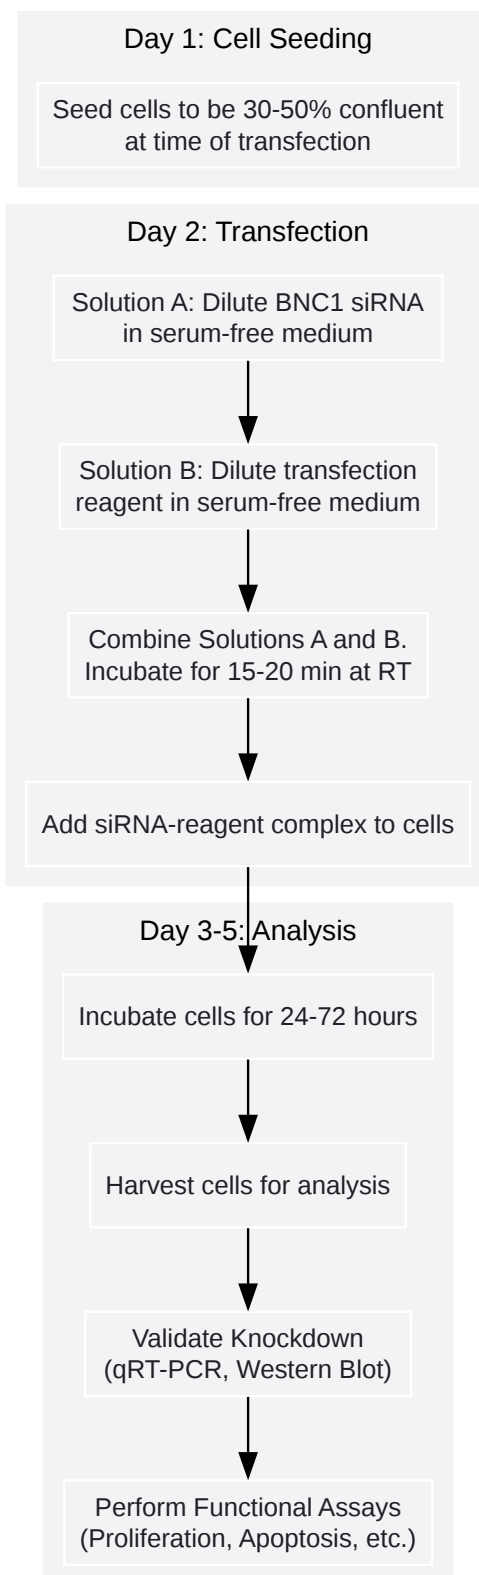 Day 1: Cell Seeding
Seed cells to be 30-50% confluent
at time of transfection
Day 2: Transfection
Solution A: Dilute BNC1 siRNA
in serum-free medium
Solution B: Dilute transfection
reagent in serum-free medium
Combine Solutions A and B.
Incubate for 15-20 min at RT
Add siRNA-reagent complex to cells
Day 3-5: Analysis
Incubate cells for 24-72 hours
Harvest cells for analysis
Validate Knockdown
(qRT-PCR, Western Blot)
Perform Functional Assays
(Proliferation, Apoptosis, etc.)